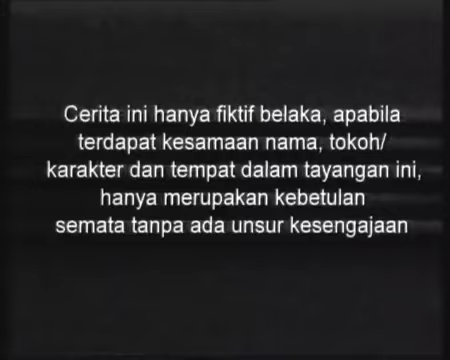 Cerita ini hanya fiktif belaka, apabila
terdapat kesamaan nama, tokoh/
karakter dan tempat dalam tayangan ini,
hanya merupakan kebetulan
semata tanpa ada unsur kesengajaan